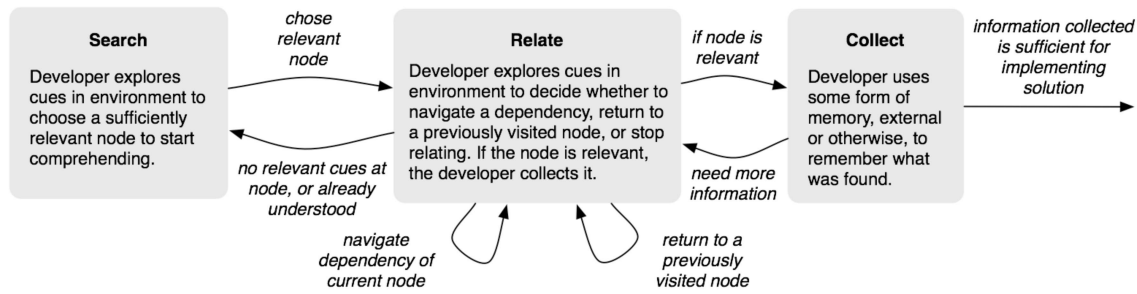 Search
Developer explores
cues in environment to
choose a sufficiently
relevant node to start
comprehending.
chose
relevant
node
no relevant cues at
node, or already
understood
Relate
Developer explores cues in
environment to decide whether to
navigate a dependency, return to
a previously visited node, or stop
relating. If the node is relevant,
the developer collects it.
navigate
dependency of
current node
return to a
previously
visited node
if node is
relevant
need more
information
Collect
Developer uses
some form of
memory, external
or otherwise, to
remember what
was found.
information collected
is sufficient for
implementing
solution